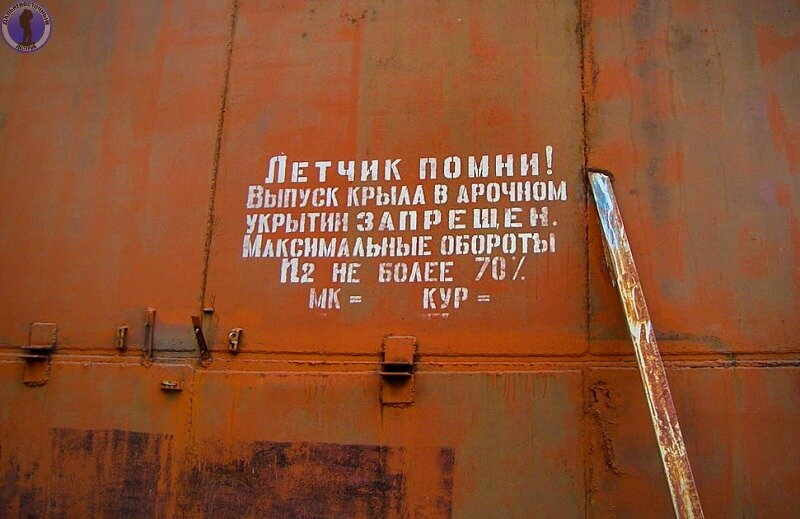 Летчик помни!
Выпуск крыла в арочном
укрытии запрещен.
Максимальные обороты
n2 не более 70%
МК = КУР =